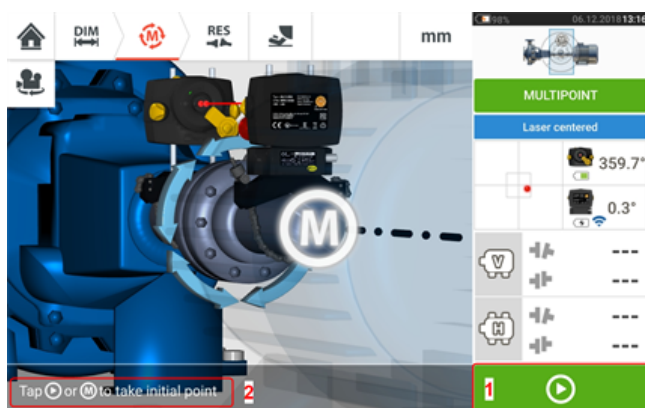 DIM
M
RES
mm
98%
06.12.2018 13:16
MULTIPOINT
Laser centered
359.7°
0.3°
M
V
---
---
H
---
---
Tap or M to take initial point
2
1